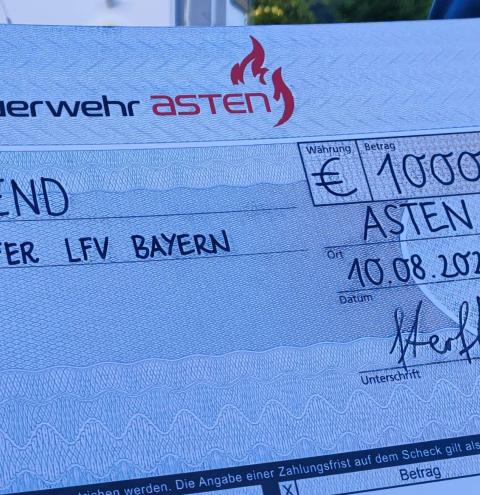 uerwehr ASTEN
Währung Betrag
€ 1000
END
ASTEN
FER LFV BAYERN
Ort
10.08.202
Datum
Unterschrift
werden. Die Angabe einer Zahlungsfrist auf dem Scheck gilt als
X Betrag